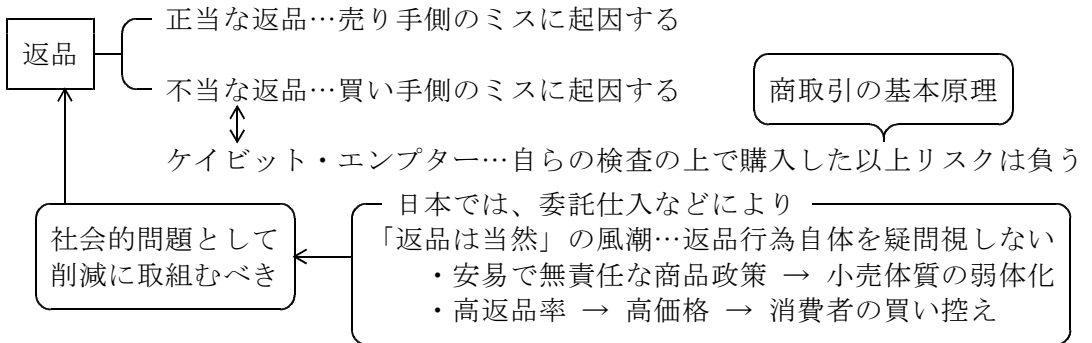 正当な返品…売り手側のミスに起因する
返品
不当な返品…買い手側のミスに起因する
商取引の基本原理
ケイビット・エンプター…自らの検査の上で購入した以上リスクは負う
日本では、委託仕入などにより
「返品は当然」の風潮…返品行為自体を疑問視しない
・安易で無責任な商品政策 → 小売体質の弱体化
・高返品率 → 高価格 → 消費者の買い控え
社会的問題として
削減に取組むべき